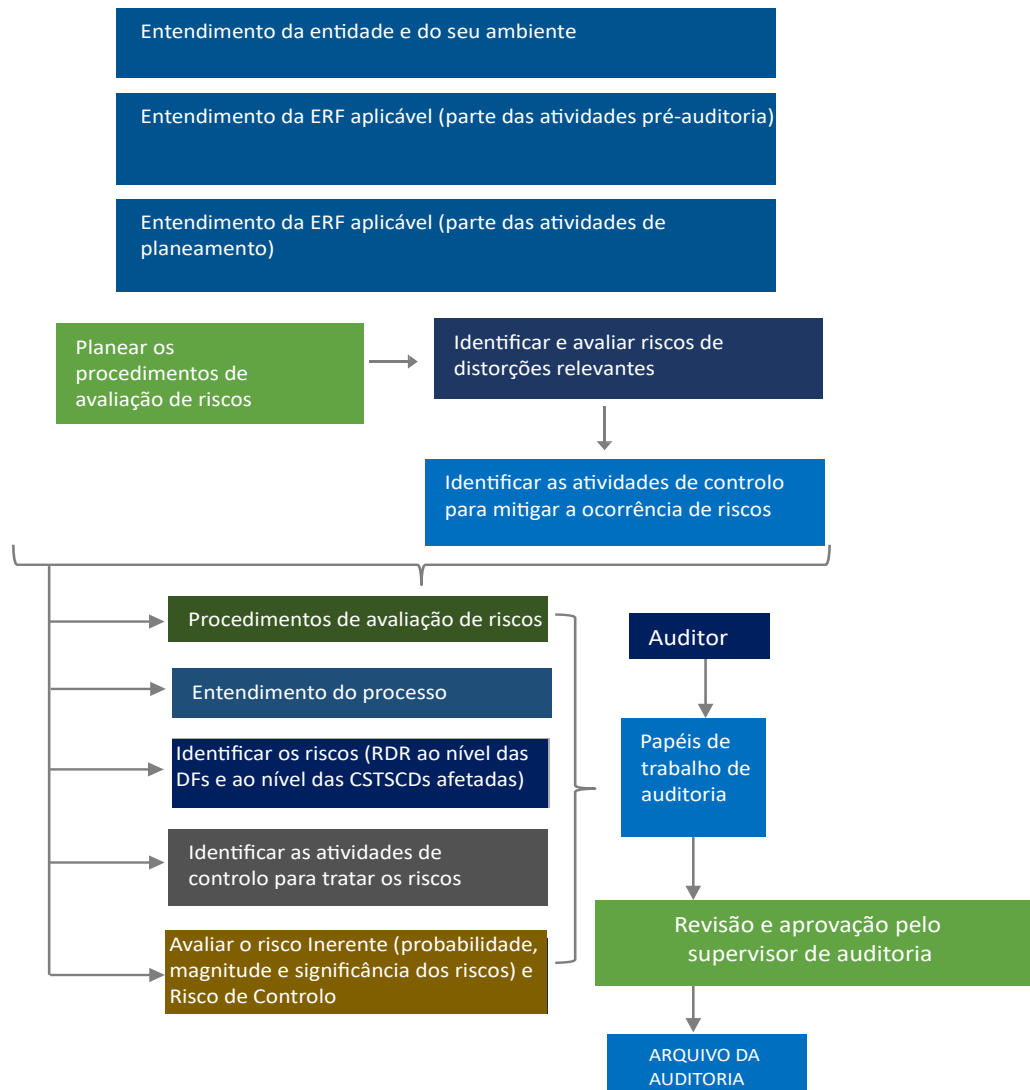 Entendimento da entidade e do seu ambiente
Entendimento da ERF aplicável (parte das atividades pré-auditoria)
Entendimento da ERF aplicável (parte das atividades de
planeamento)
Planear os
procedimentos de
avaliação de riscos
Identificar e avaliar riscos de
distorções relevantes
Identificar as atividades de controlo
para mitigar a ocorrência de riscos
Procedimentos de avaliação de riscos
Entendimento do processo
Identificar os riscos (RDR ao nível das
DFs e ao nível das CSTSCDs afetadas)
Identificar as atividades de
controlo para tratar os riscos
Avaliar o risco Inerente (probabilidade,
magnitude e significância dos riscos) e
Risco de Controlo
Auditor
Papéis de
trabalho de
auditoria
Revisão e aprovação pelo
supervisor de auditoria
ARQUIVO DA
AUDITORIA